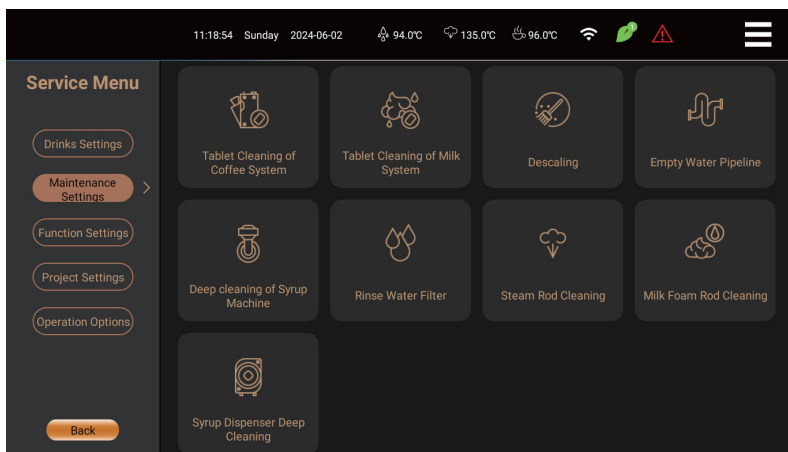 11:18:54 Sunday 2024-06-02 94.0℃ 135.0℃ 96.0℃ 1
Service Menu
Drinks Settings
Maintenance
Settings
Function Settings
Project Settings
Operation Options
Back
Tablet Cleaning of
Coffee System
Tablet Cleaning of Milk
System
Descaling
Empty Water Pipeline
Deep cleaning of Syrup
Machine
Rinse Water Filter
Steam Rod Cleaning
Milk Foam Rod Cleaning
Syrup Dispenser Deep
Cleaning